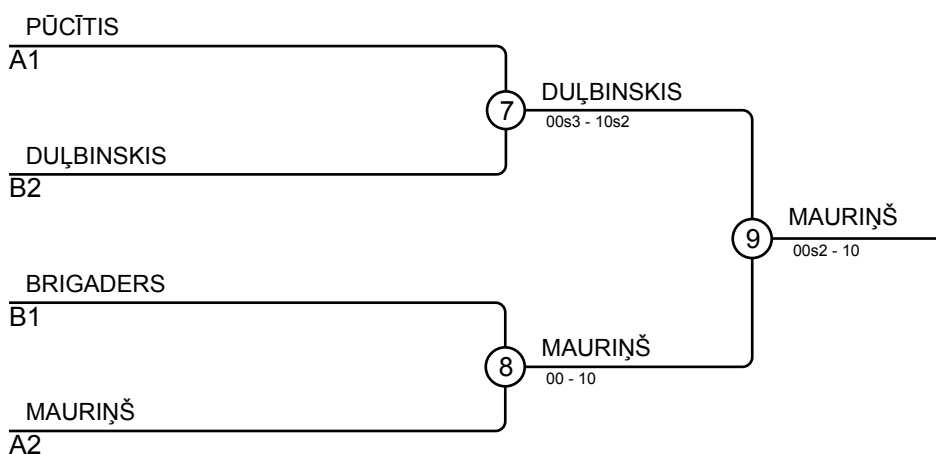 PŪCĪTIS
A1
7
DUĻBINSKIS
00s3 - 10s2
DUĻBINSKIS
B2
9
MAURIŅŠ
00s2 - 10
BRIGADERS
B1
8
MAURIŅŠ
00 - 10
MAURIŅŠ
A2